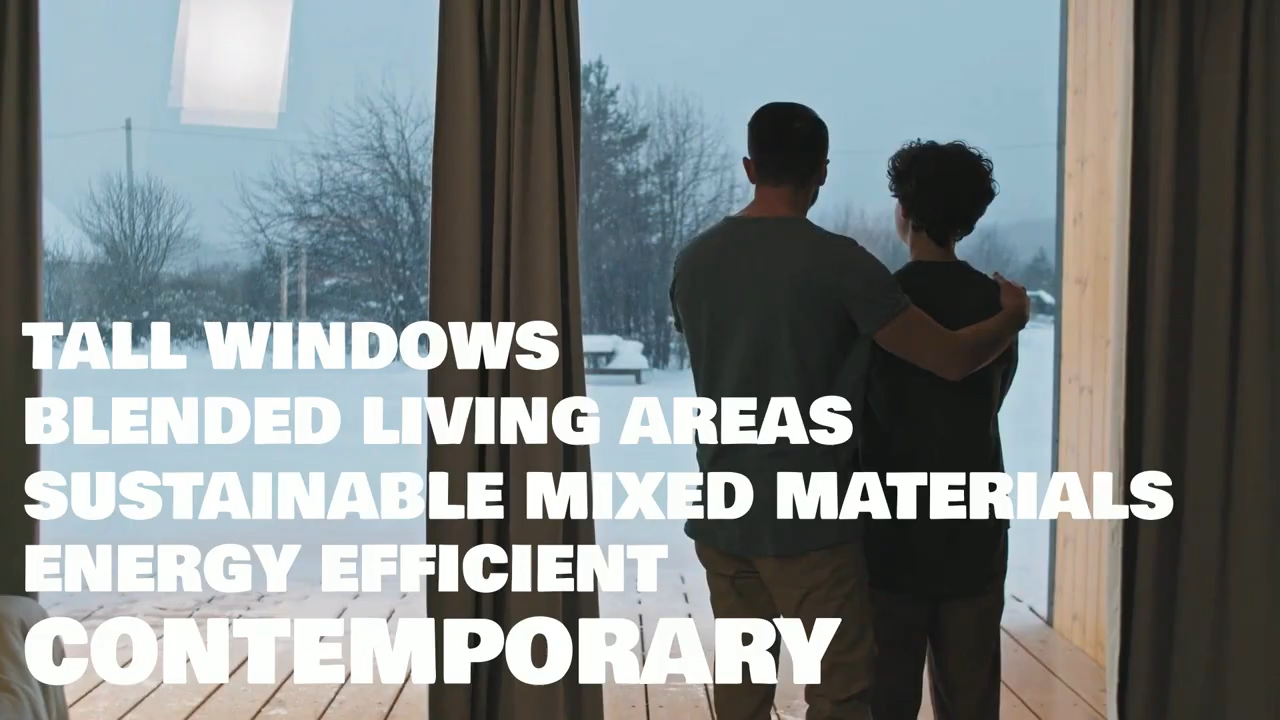 TALL WINDOWS
BLENDED LIVING AREAS
SUSTAINABLE MIXED MATERIALS
ENERGY EFFICIENT
CONTEMPORARY